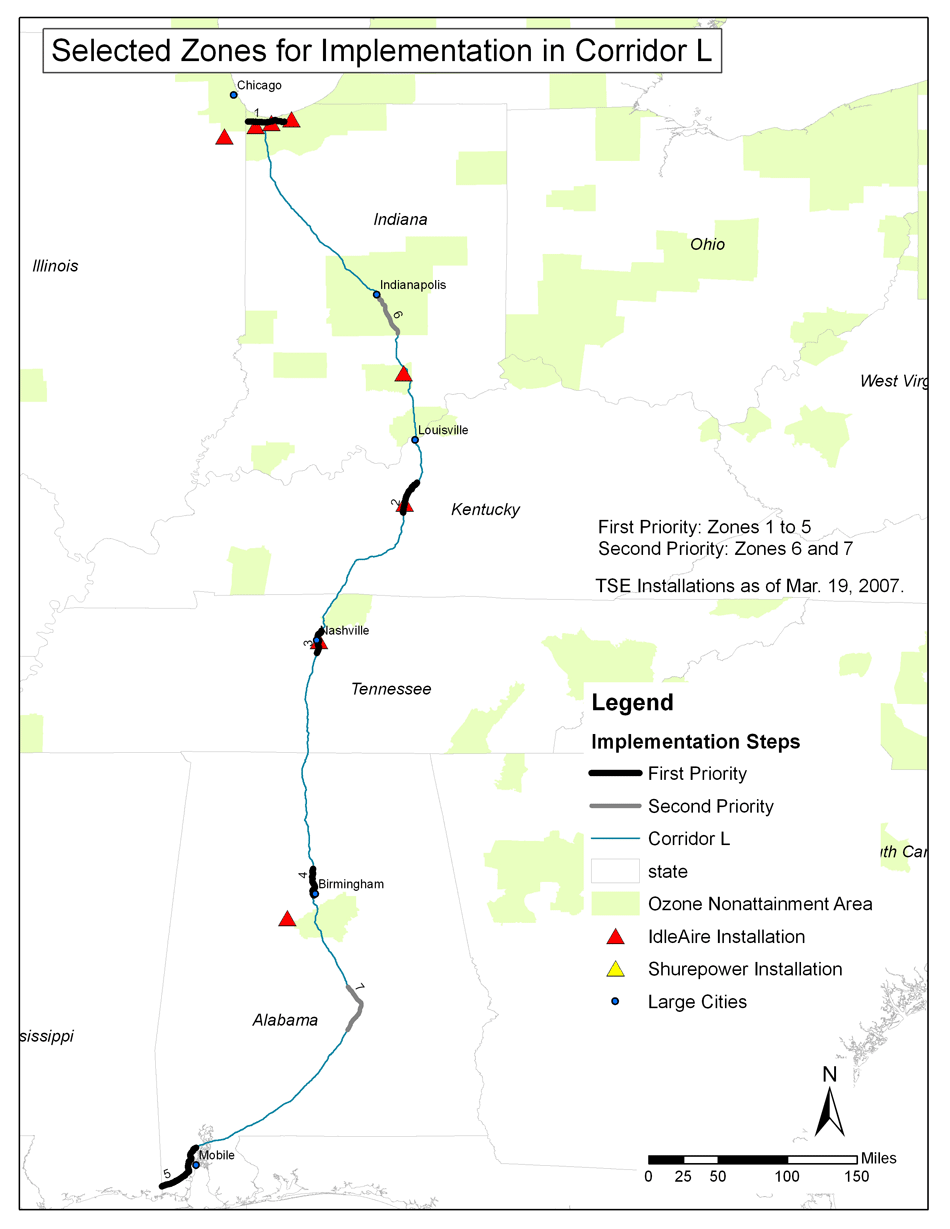 Selected Zones for Implementation in Corridor L
Chicago
1
Indiana
Ohio
Illinois
Indianapolis
6
West Virg
Louisville
2
Kentucky
First Priority: Zones 1 to 5
Second Priority: Zones 6 and 7
TSE Installations as of Mar. 19, 2007.
Nashville
3
Tennessee
Legend
Implementation Steps
First Priority
Second Priority
Corridor L
uth Car
state
4
Birmingham
Ozone Nonattainment Area
IdleAire Installation
Shurepower Installation
7
Large Cities
Alabama
sissippi
N
Mobile
5
Miles
0 25 50 100 150